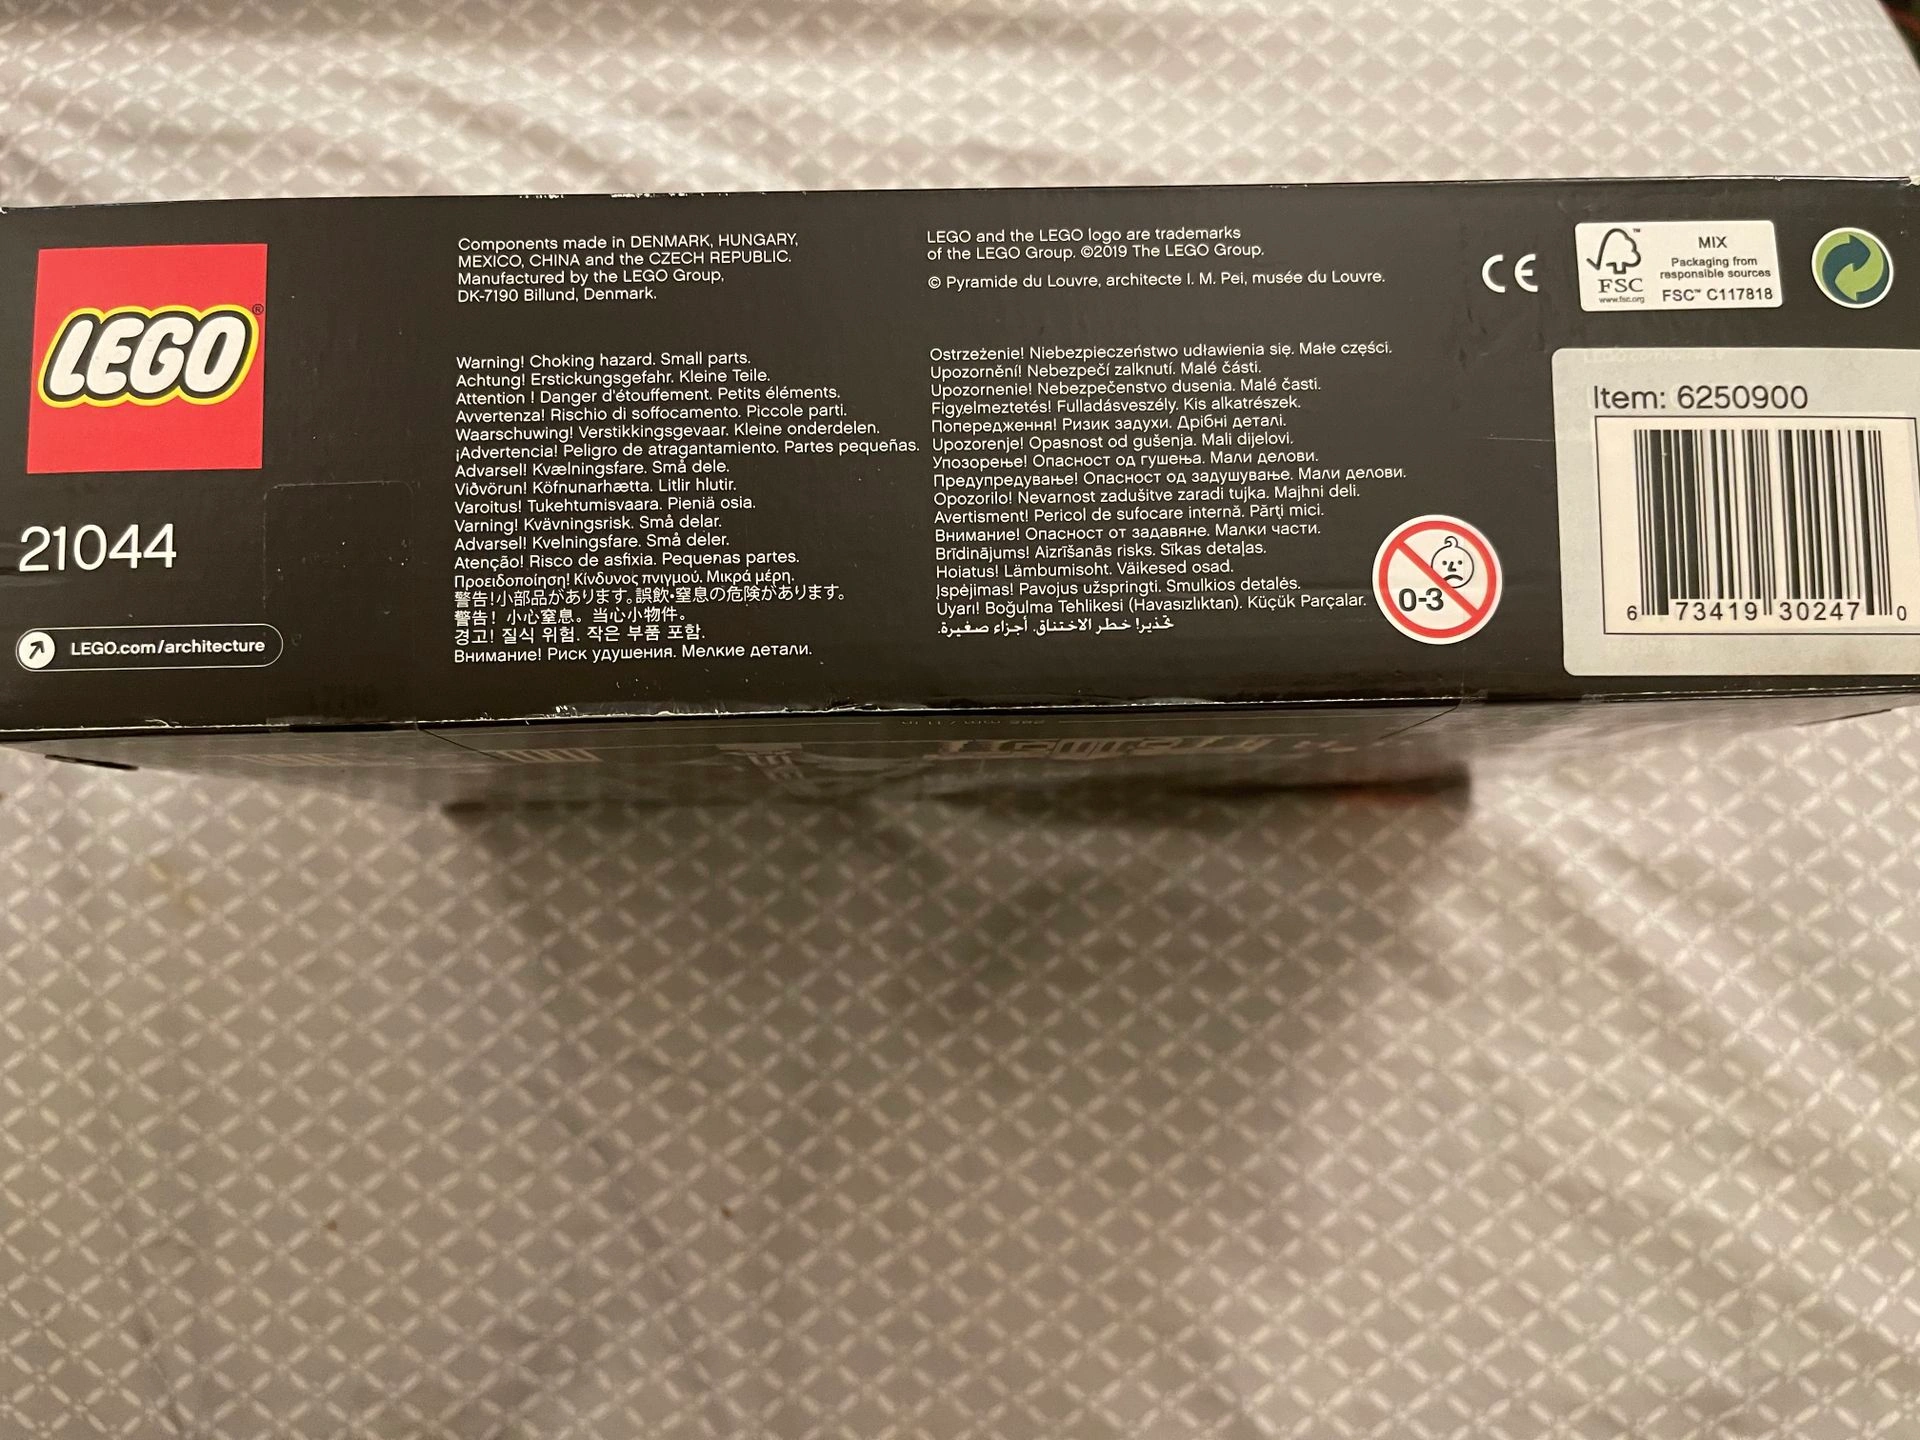 LEGO®
21044
LEGO.com/architecture
Components made in DENMARK, HUNGARY,
MEXICO, CHINA and the CZECH REPUBLIC.
Manufactured by the LEGO Group,
DK-7190 Billund, Denmark.
Warning! Choking hazard. Small parts.
Achtung! Erstickungsgefahr. Kleine Teile.
Attention ! Danger d'étouffement. Petits éléments.
Avvertenza! Rischio di soffocamento. Piccole parti.
Waarschuwing! Verstikkingsgevaar. Kleine onderdelen.
¡Advertencia! Peligro de atragantamiento. Partes pequeñas.
Advarsel! Kvælningsfare. Små dele.
Viðvörun! Köfnunarhætta. Litlir hlutir.
Varoitus! Tukehtumisvaara. Pieniä osia.
Varning! Kvävningsrisk. Små delar.
Advarsel! Kvelningsfare. Små deler.
Atenção! Risco de asfixia. Pequenas partes.
Προειδοποίηση! Κίνδυνος πνιγμού. Μικρά μέρη.
警告!小部品があります。誤飲・窒息の危険があります。
警告! 小心窒息。当心小物件。
경고! 질식 위험. 작은 부품 포함.
Внимание! Риск удушения. Мелкие детали.
LEGO and the LEGO logo are trademarks
of the LEGO Group. ©2019 The LEGO Group.
© Pyramide du Louvre, architecte I. M. Pei, musée du Louvre.
Ostrzeżenie! Niebezpieczeństwo udławienia się. Małe części.
Upozornění! Nebezpečí zalknutí. Malé části.
Upozornenie! Nebezpečenstvo dusenia. Malé časti.
Figyelmeztetés! Fulladásveszély. Kis alkatrészek.
Попередження! Ризик задухи. Дрібні деталі.
Upozorenje! Opasnost od gušenja. Mali dijelovi.
Упозорење! Опасност од гушења. Мали делови.
Предупредување! Опасност од задушување. Мали делови.
Opozorilo! Nevarnost zadušitve zaradi tujka. Majhni deli.
Avertisment! Pericol de sufocare internă. Părţi mici.
Внимание! Опасност от задавяне. Малки части.
Brīdinājums! Aizrīšanās risks. Sīkas detaļas.
Hoiatus! Lämbumisoht. Väikesed osad.
Įspėjimas! Pavojus užspringti. Smulkios detalės.
Uyarı! Boğulma Tehlikesi (Havasızlıktan). Küçük Parçalar.
تحذير! خطر الاختناق. أجزاء صغيرة.
0-3
CE
FSC
www.fsc.org
MIX
Packaging from
responsible sources
FSC™ C117818
Item: 6250900
6 73419 30247 0